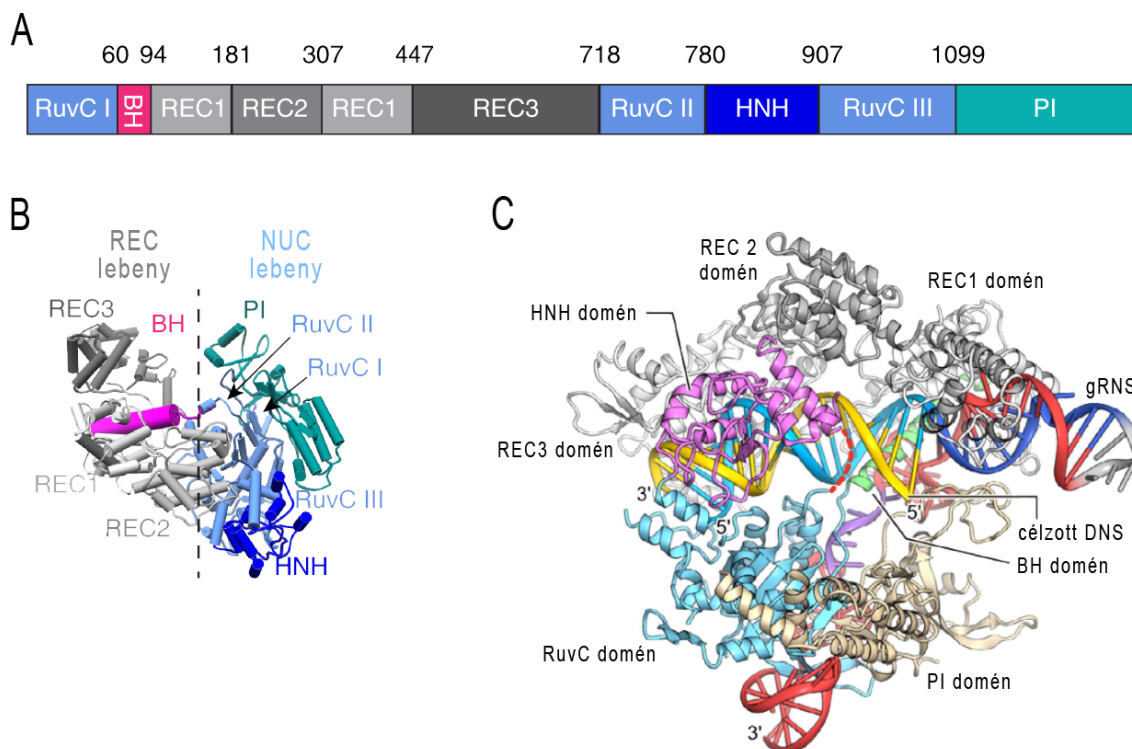 A
60 94 181 307 447 718 780 907 1099
RuvC I BH REC1 REC2 REC1 REC3 RuvC II HNH RuvC III PI
B
REC
lebeny
NUC
lebeny
REC3
BH
PI
RuvC II
RuvC I
REC1
REC2
RuvC III
HNH
C
REC 2
domén
REC1 domén
HNH domén
gRNS
REC3 domén
3'
5'
5'
célzott DNS
BH domén
RuvC domén
PI domén
3'